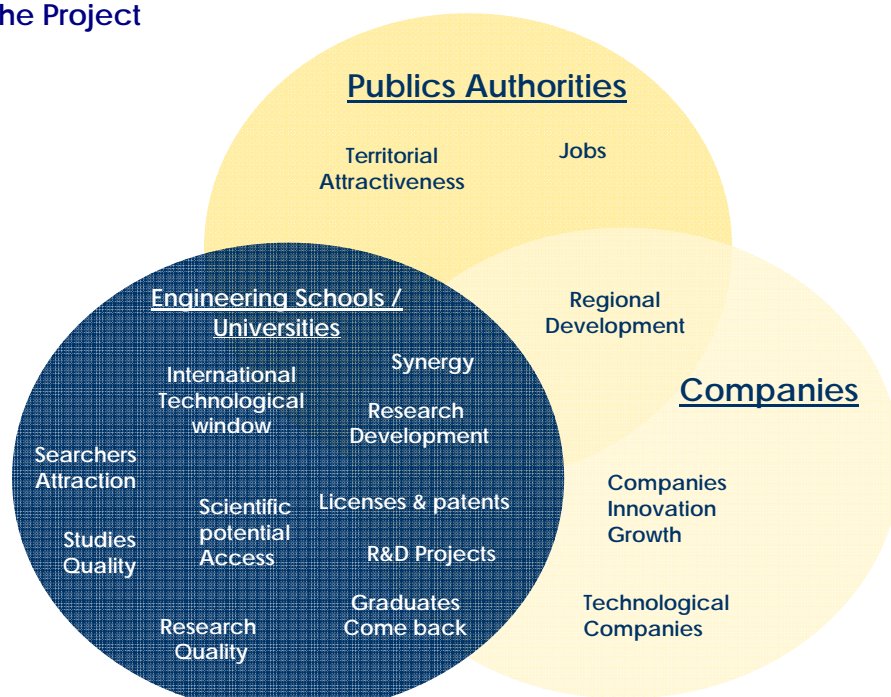 he Project
Publics Authorities
Territorial
Attractiveness
Jobs
Engineering Schools /
Universities
Regional
Development
Synergy
International
Technological
window
Companies
Research
Development
Searchers
Attraction
Scientific
potential
Access
Licenses & patents
Companies
Innovation
Growth
Studies
Quality
R&D Projects
Graduates
Come back
Technological
Companies
Research
Quality